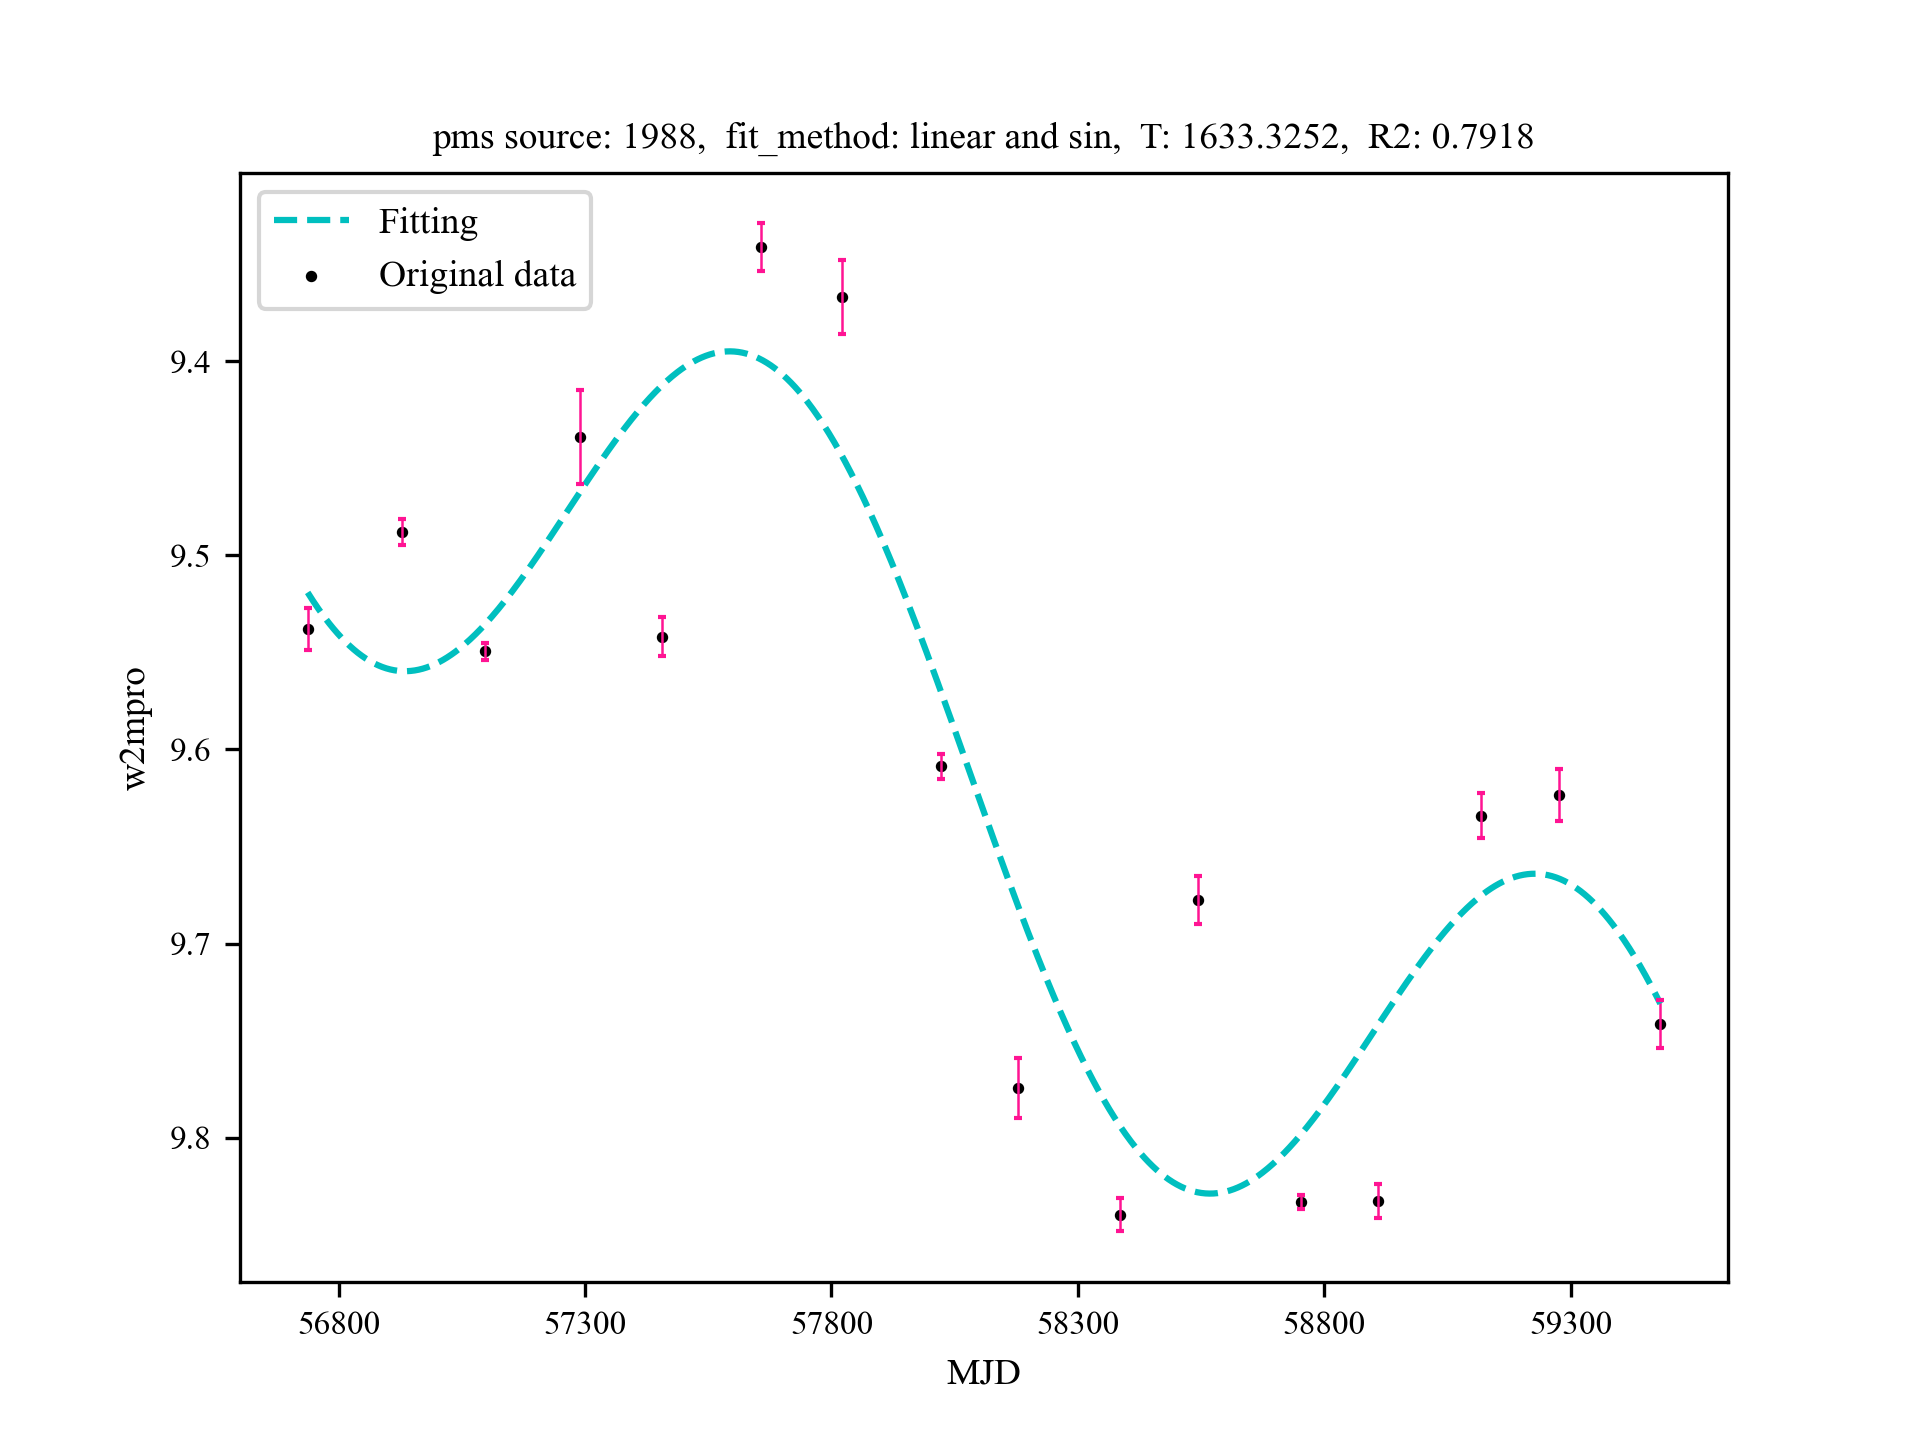 pms source: 1988, fit_method: linear and sin, T: 1633.3252, R2: 0.7918
Fitting
Original data
9.4
9.5
9.6
9.7
9.8
w2mpro
56800 57300 57800 58300 58800 59300
MJD